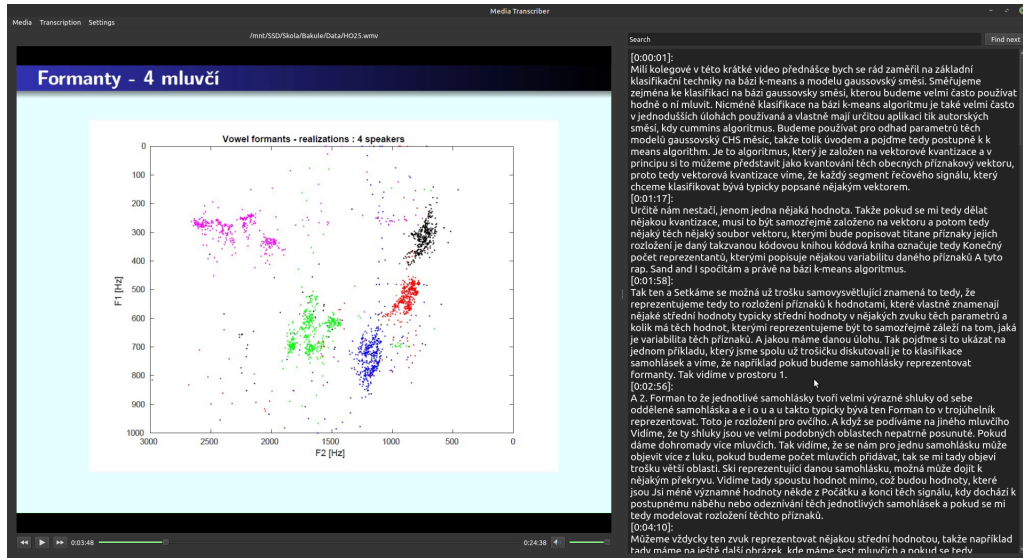 Media Transcriber
Media Transcription Settings
/mnt/SSD/Skola/Bakule/Data/HO25.wmv
Formanty - 4 mluvčí
Vowel formants - realizations : 4 speakers
0
100
200
300
400
500
600
700
800
900
1000
F1 [Hz]
3000 2500 2000 1500 1000 500 0
F2 [Hz]
0:03:48
0:24:38
Search
Find next
[0:00:01]:
Milí kolegové v této krátké video přednášce bych se rád zaměřil na základní
klasifikační techniky na bázi k-means a modelu gaussovský směsi. Směřujeme
zejména ke klasifikaci na bázi gaussovsky směsi, kterou budeme velmi často používat
hodně o ní mluvit. Nicméně klasifikace na bázi k-means algoritmu je také velmi často
v jednodušších úlohách používaná a vlastně mají určitou aplikaci tik autorských
směsí, kdy cummins algoritmus. Budeme používat pro odhad parametrů těch
modelů gaussovský CHS měsíc, takže tolik úvodem a pojďme tedy postupně k k
means algorithm. Je to algoritmus, který je založen na vektorové kvantizace a v
principu si to můžeme představit jako kvantování těch obecných příznakový vektoru,
proto tedy vektorová kvantizace víme, že každý segment řečového signálu, který
chceme klasifikovat bývá typicky popsané nějakým vektorem.
[0:01:17]:
Určitě nám nestačí, jenom jedna nějaká hodnota. Takže pokud se mi tedy dělat
nějakou kvantizace, musí to být samozřejmě založeno na vektoru a potom tedy
nějaký těch nějaký soubor vektoru, kterými bude popisovat titane příznaky jejich
rozložení je daný takzvanou kódovou knihou kódová kniha označuje tedy Konečný
počet reprezentantů, kterými popisuje nějakou variabilitu daného příznaků A tyto
rap. Sand and I spočítám a právě na bázi k-means algoritmus.
[0:01:58]:
Tak ten a Setkáme se možná už trošku samovysvětlující znamená to tedy, že
reprezentujeme tedy to rozložení příznaků k hodnotami, které vlastně znamenají
nějaké střední hodnoty typicky střední hodnoty v nějakých zvuku těch parametrů a
kolik má těch hodnot, kterými reprezentujeme být to samozřejmě záleží na tom, jaká
je variabilita těch příznaků. A jakou máme danou úlohu. Tak pojďme si to ukázat na
jednom příkladu, který jsme spolu už trošičku diskutovali je to klasifikace
samohlásek a víme, že například pokud budeme samohlásky reprezentovat
formanty. Tak vidíme v prostoru 1.
[0:02:56]:
A 2. Forman to že jednotlivé samohlásky tvoří velmi výrazné shluky od sebe
oddělené samohláska a e i o u a u takto typicky bývá ten Forman to v trojúhelník
reprezentovat. Toto je rozložení pro ovčího. A když se podíváme na jiného mluvčího
Vidíme, že ty shluky jsou ve velmi podobných oblastech nepatrně posunuté. Pokud
dáme dohromady více mluvčích. Tak vidíme, že se nám pro jednu samohlásku může
objevit více z luku, pokud budeme počet mluvčích přidávat, tak se mi tady objeví
trošku větší oblasti. Ski reprezentující danou samohlásku, možná může dojít k
nějakým překryvu. Vidíme tady spoustu hodnot mimo, což budou hodnoty, které
jsou Jsi méně významné hodnoty někde z Počátku a konci těch signálu, kdy dochází k
postupnému náběhu nebo odeznívání těch jednotlivých samohlásek a pokud se mi
tedy modelovat rozložení těchto příznaků.
[0:04:10]:
Můžeme vždycky ten zvuk reprezentovat nějakou střední hodnotou, takže například
tady máme na ještě další obrázek, kde máme šest mluvčích a pokud se tedy